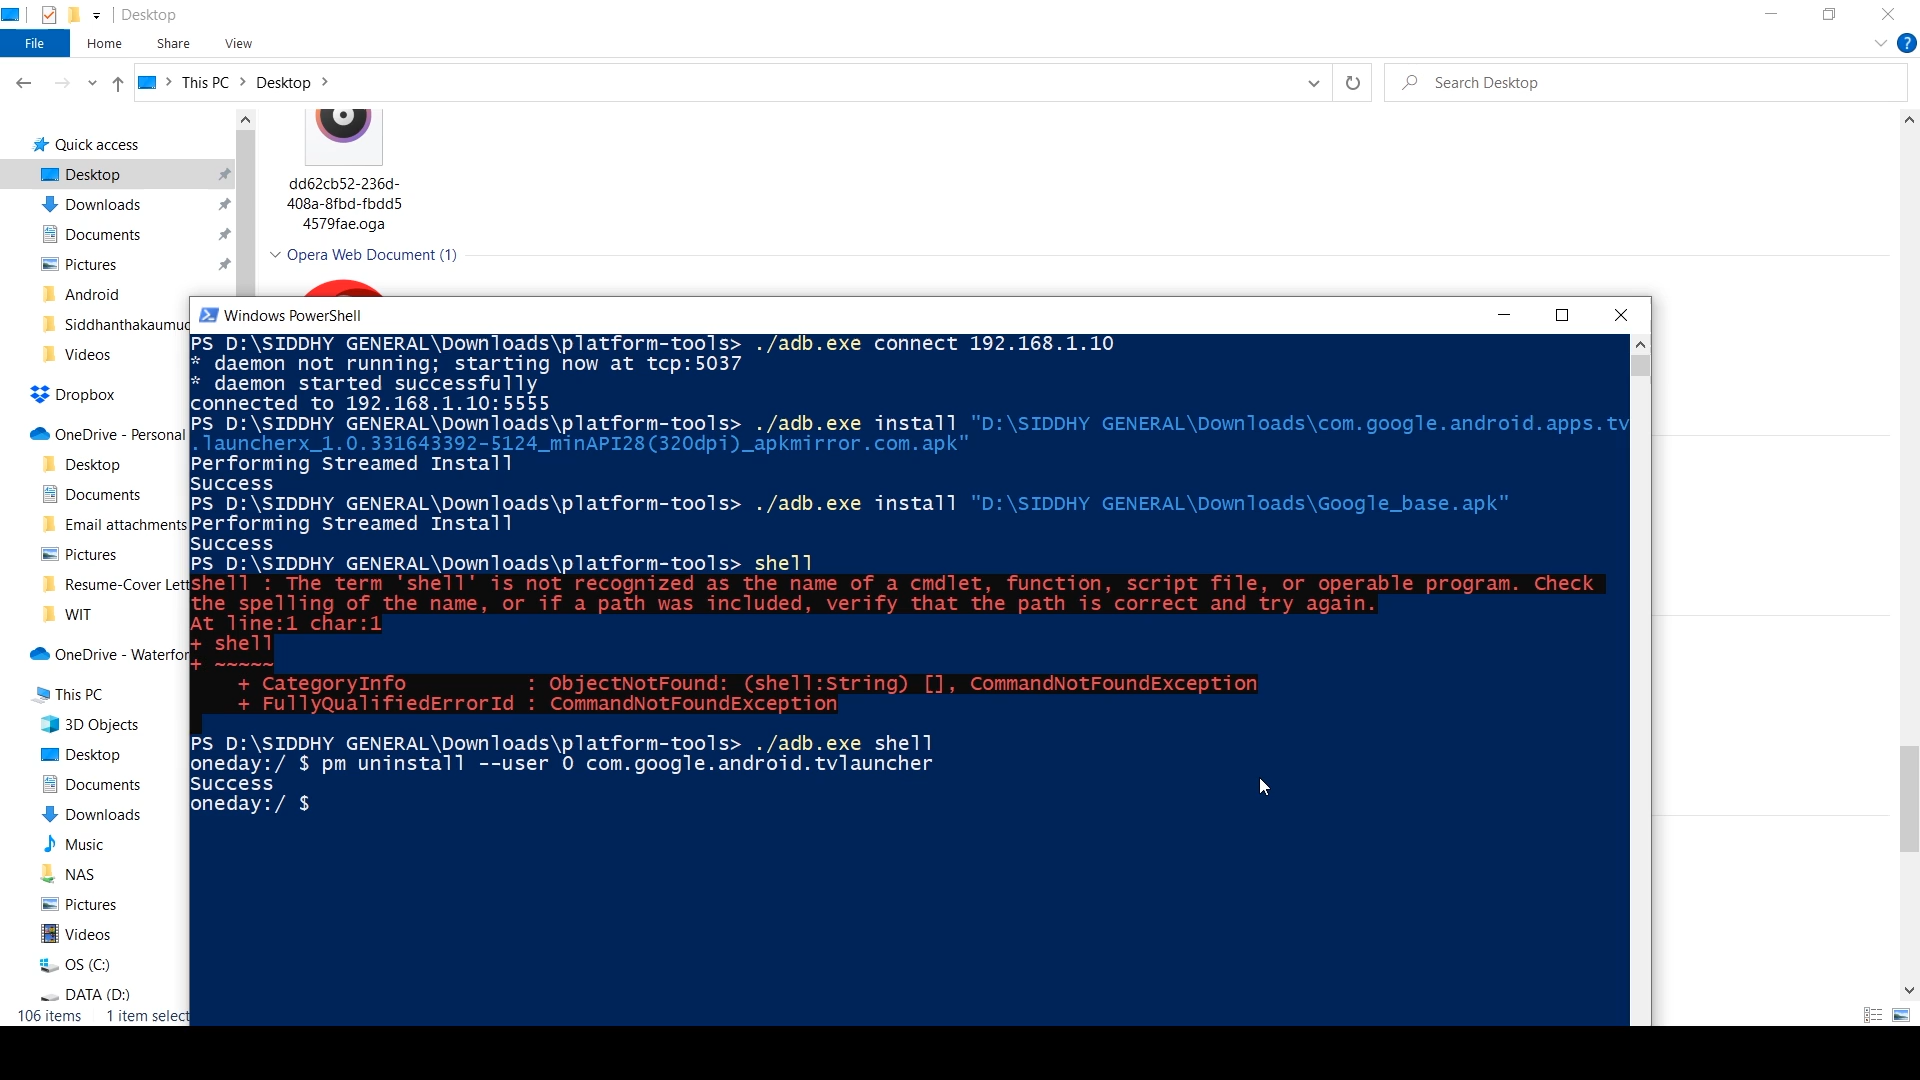 Desktop
File Home Share View
This PC > Desktop >
Search Desktop
Quick access
Desktop
Downloads
Documents
Pictures
Android
Siddhanthakaumud
Videos
Dropbox
OneDrive - Personal
Desktop
Documents
Email attachments
Pictures
Resume-Cover Lett
WIT
OneDrive - Waterfor
This PC
3D Objects
Desktop
Documents
Downloads
Music
NAS
Pictures
Videos
OS (C:)
DATA (D:)
106 items 1 item select
dd62cb52-236d-
408a-8fbd-fbdd5
4579fae.oga
Opera Web Document (1)
Windows PowerShell
PS D:\SIDDHY GENERAL\Downloads\platform-tools> ./adb.exe connect 192.168.1.10
* daemon not running; starting now at tcp:5037
* daemon started successfully
connected to 192.168.1.10:5555
PS D:\SIDDHY GENERAL\Downloads\platform-tools> ./adb.exe install "D:\SIDDHY GENERAL\Downloads\com.google.android.apps.tv
.launcherx_1.0.331643392-5124_minAPI28(320dpi)_apkmirror.com.apk"
Performing Streamed Install
Success
PS D:\SIDDHY GENERAL\Downloads\platform-tools> ./adb.exe install "D:\SIDDHY GENERAL\Downloads\Google_base.apk"
Performing Streamed Install
Success
PS D:\SIDDHY GENERAL\Downloads\platform-tools> shell
shell : The term 'shell' is not recognized as the name of a cmdlet, function, script file, or operable program. Check
the spelling of the name, or if a path was included, verify that the path is correct and try again.
At line:1 char:1
+ shell
+ ~~~~~
+ CategoryInfo : ObjectNotFound: (shell:String) [], CommandNotFoundException
+ FullyQualifiedErrorId : CommandNotFoundException
PS D:\SIDDHY GENERAL\Downloads\platform-tools> ./adb.exe shell
oneday:/ $ pm uninstall --user 0 com.google.android.tvlauncher
Success
oneday:/ $